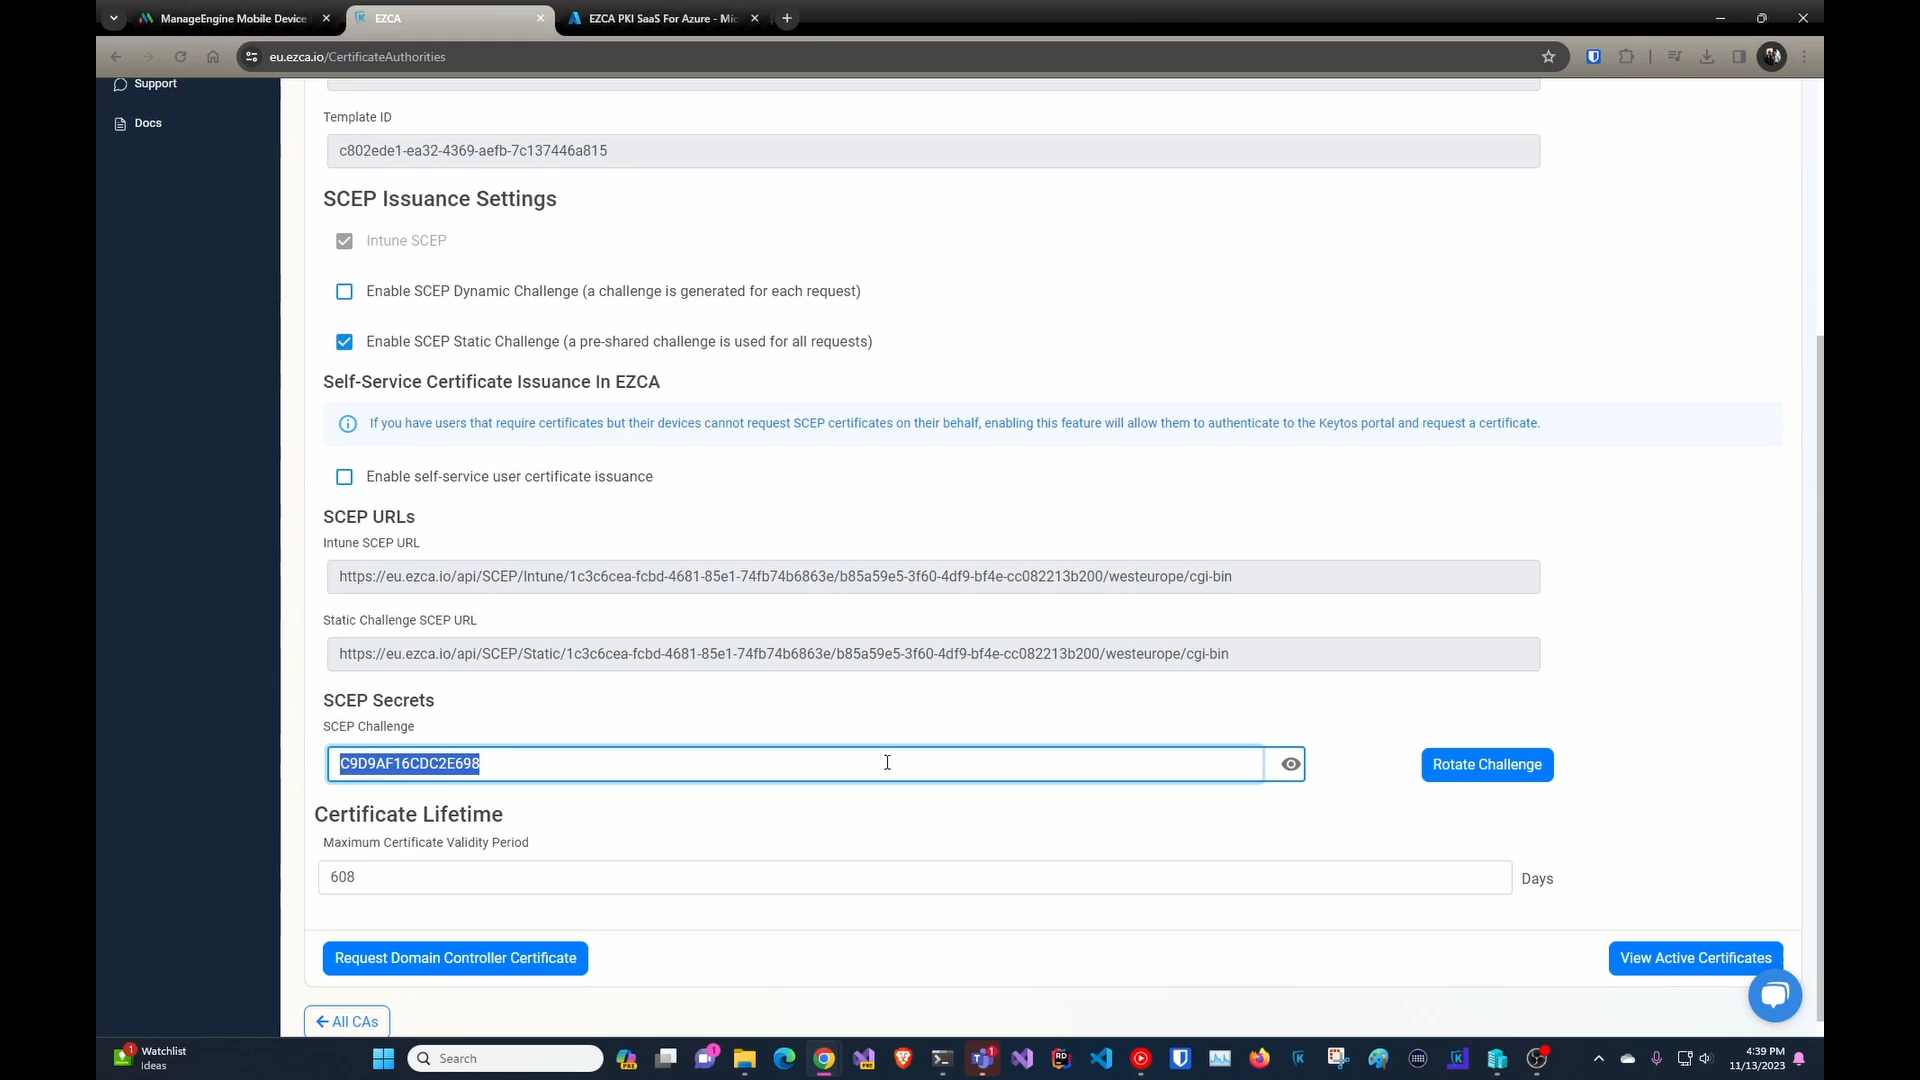 ManageEngine Mobile Device
EZCA
EZCA PKI SaaS For Azure - Mic
eu.ezca.io/CertificateAuthorities
Support
Docs
Template ID
c802ede1-ea32-4369-aefb-7c137446a815
SCEP Issuance Settings
Intune SCEP
Enable SCEP Dynamic Challenge (a challenge is generated for each request)
Enable SCEP Static Challenge (a pre-shared challenge is used for all requests)
Self-Service Certificate Issuance In EZCA
If you have users that require certificates but their devices cannot request SCEP certificates on their behalf, enabling this feature will allow them to authenticate to the Keytos portal and request a certificate.
Enable self-service user certificate issuance
SCEP URLs
Intune SCEP URL
https://eu.ezca.io/api/SCEP/Intune/1c3c6cea-fcbd-4681-85e1-74fb74b6863e/b85a59e5-3f60-4df9-bf4e-cc082213b200/westeurope/cgi-bin
Static Challenge SCEP URL
https://eu.ezca.io/api/SCEP/Static/1c3c6cea-fcbd-4681-85e1-74fb74b6863e/b85a59e5-3f60-4df9-bf4e-cc082213b200/westeurope/cgi-bin
SCEP Secrets
SCEP Challenge
C9D9AF16CDC2E698
Rotate Challenge
Certificate Lifetime
Maximum Certificate Validity Period
608
Days
Request Domain Controller Certificate
View Active Certificates
All CAs
1
Watchlist
Ideas
Search
PRE
1
PRE
1
4:39 PM
11/13/2023